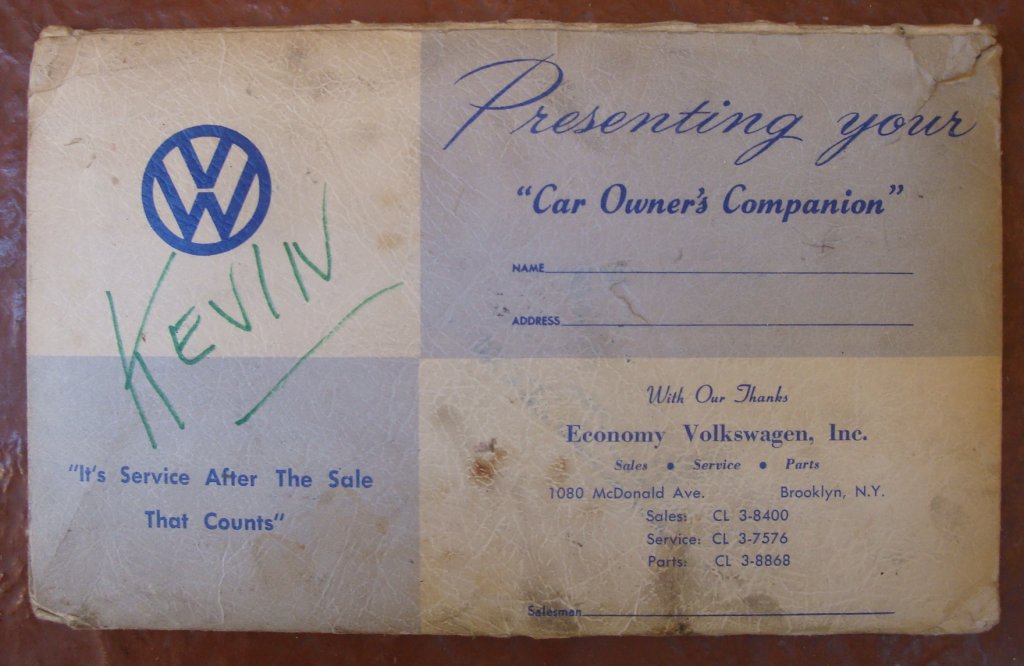 VW
KEVIN
"It's Service After The Sale
That Counts"
Presenting your
"Car Owner's Companion"
NAME
ADDRESS
With Our Thanks
Economy Volkswagen, Inc.
Sales • Service • Parts
1080 McDonald Ave. Brooklyn, N.Y.
Sales: CL 3-8400
Service: CL 3-7576
Parts: CL 3-8868
Salesman